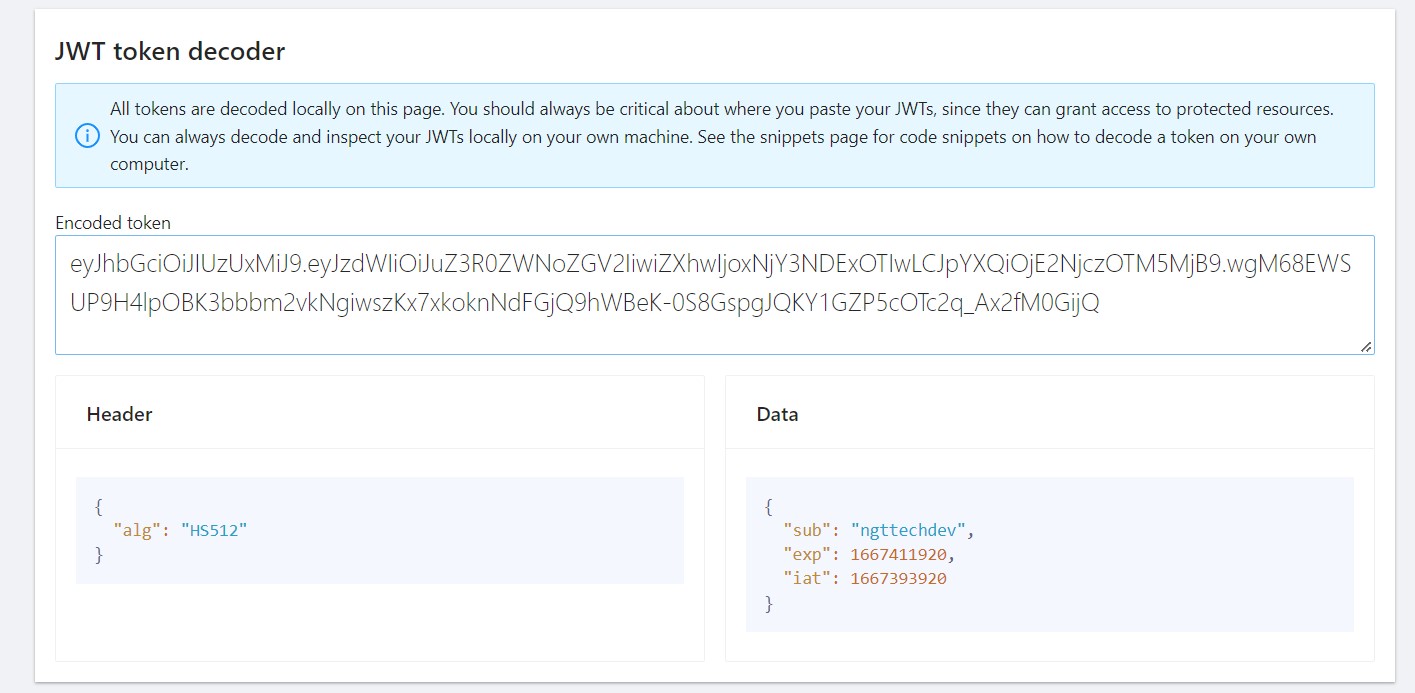 JWT token decoder
All tokens are decoded locally on this page. You should always be critical about where you paste your JWTs, since they can grant access to protected resources.
You can always decode and inspect your JWTs locally on your own machine. See the snippets page for code snippets on how to decode a token on your own
computer.
Encoded token
eyJhbGciOiJIUzUxMiJ9.eyJzdWIiOiJuZ3R0ZWNoZGV2IiwiZXhwIjoxNjY3NDExOTIwLCJpYXQiOjE2NjczOTM5MjB9.wgM68EWS
UP9H4lpOBK3bbbm2vkNgiwszKx7xkoknNdFGjQ9hWBeK-0S8GspgJQKY1GZP5cOTc2q_Ax2fM0GijQ
Header
{
"alg": "HS512"
}
Data
{
"sub": "ngttechdev",
"exp": 1667411920,
"iat": 1667393920
}